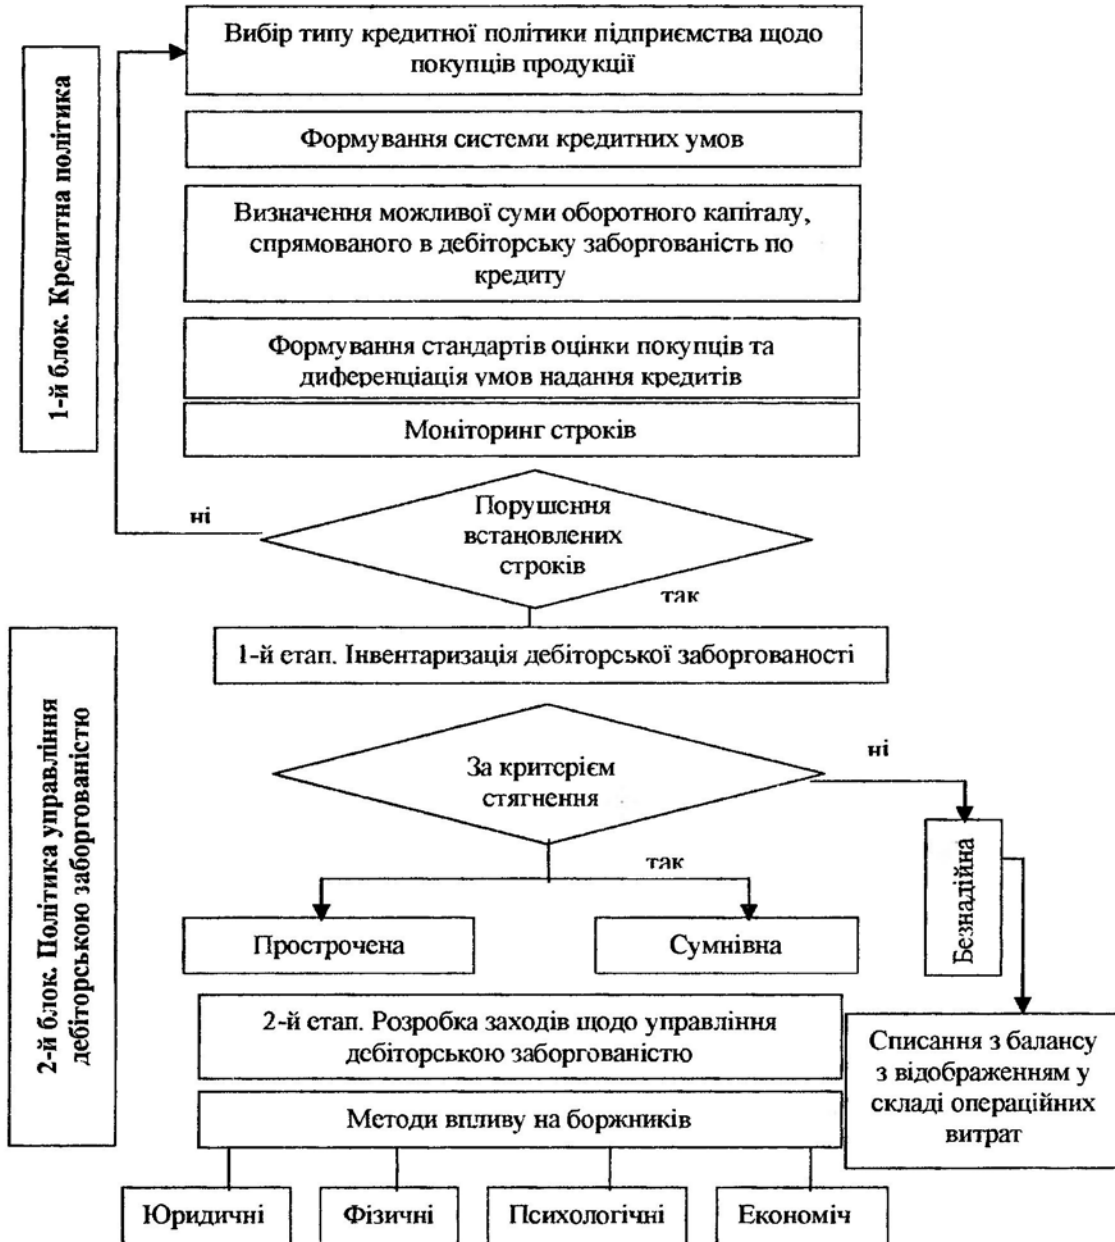 1-й блок. Кредитна політика
Вибір типу кредитної політики підприємства щодо
покупців продукції
Формування системи кредитних умов
Визначення можливої суми оборотного капіталу,
спрямованого в дебіторську заборгованість по
кредиту
Формування стандартів оцінки покупців та
диференціація умов надання кредитів
Моніторинг строків
Порушення
встановлених
строків
ні
так
2-й блок. Політика управління
дебіторською заборгованістю
1-й етап. Інвентаризація дебіторської заборгованості
За критерієм
стягнення
ні
так
Безнадійна
Прострочена
Сумнівна
2-й етап. Розробка заходів щодо управління
дебіторською заборгованістю
Списання з балансу
з відображенням у
складі операційних
витрат
Методи впливу на боржників
Юридичні
Фізичні
Психологічні
Економіч